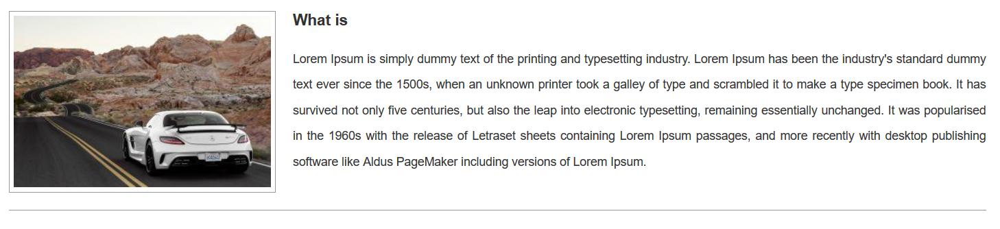 What is
Lorem Ipsum is simply dummy text of the printing and typesetting industry. Lorem Ipsum has been the industry's standard dummy
text ever since the 1500s, when an unknown printer took a galley of type and scrambled it to make a type specimen book. It has
survived not only five centuries, but also the leap into electronic typesetting, remaining essentially unchanged. It was popularised
in the 1960s with the release of Letraset sheets containing Lorem Ipsum passages, and more recently with desktop publishing
software like Aldus PageMaker including versions of Lorem Ipsum.